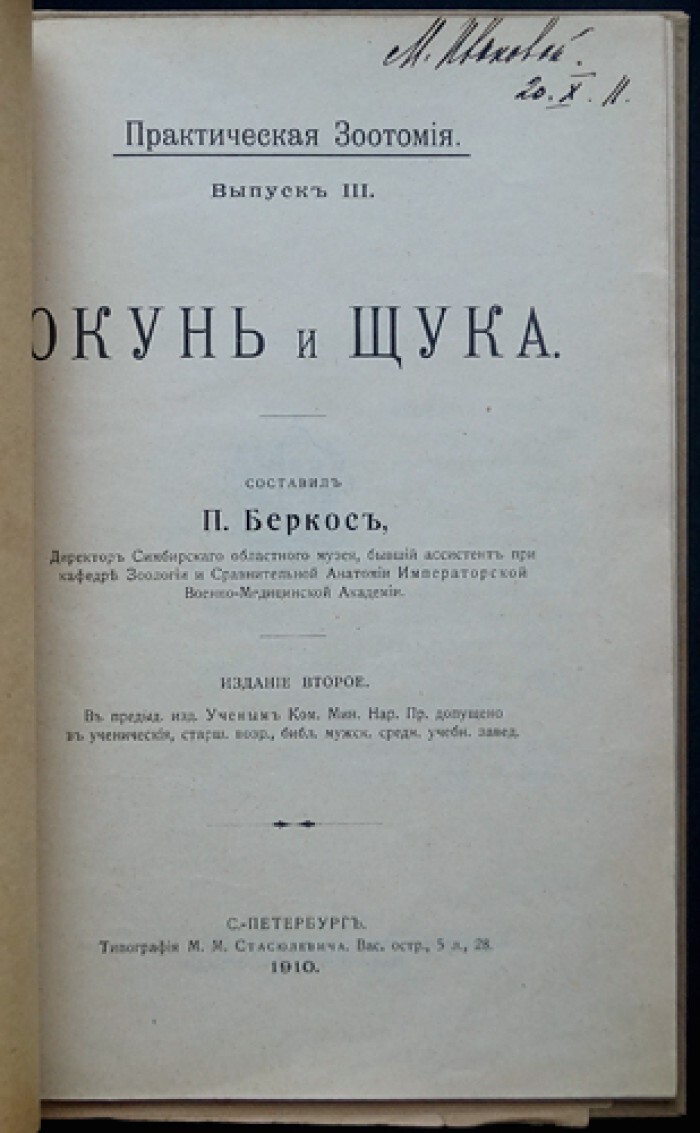 М. Ивановой.
20. X. 11.
Практическая Зоотомія.
Выпускъ III.
ОКУНЬ и ЩУКА.
СОСТАВИЛЪ
П. Беркосъ,
Директоръ Симбирскаго областного музея, бывшій ассистентъ при
кафедрѣ Зоологіи и Сравнительной Анатоміи Императорской
Военно-Медицинской Академіи.
ИЗДАНІЕ ВТОРОЕ.
Въ предыд. изд. Ученымъ Ком. Мин. Нар. Пр. допущено
въ ученическія, старш. возр., библ. мужск. средн. учебн. завед.
С.-ПЕТЕРБУРГЪ.
Типографія М. М. Стасюлевича. Вас. остр., 5 л., 28.
1910.